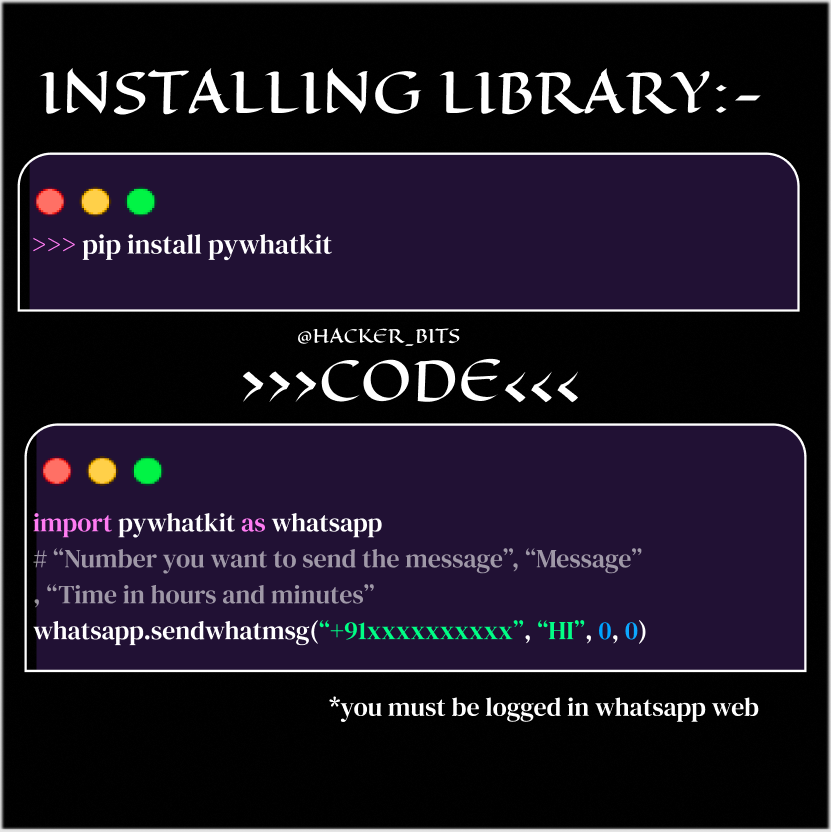 INSTALLING LIBRARY:-
>>> pip install pywhatkit
@HACKER_BITS
>>>CODE<<<
import pywhatkit as whatsapp
# “Number you want to send the message”, “Message”
, “Time in hours and minutes”
whatsapp.sendwhatmsg(“+91xxxxxxxxxx”, “HI”, 0, 0)
*you must be logged in whatsapp web